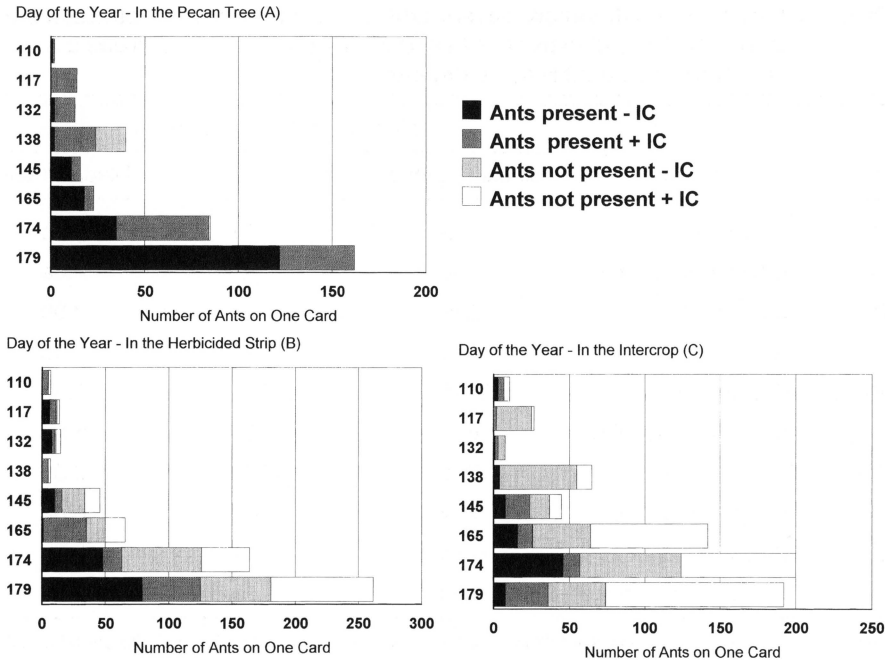 Day of the Year - In the Pecan Tree (A)
110
117
132
138
145
165
174
179
0 50 100 150 200
Number of Ants on One Card
Ants present - IC
Ants present + IC
Ants not present - IC
Ants not present + IC
Day of the Year - In the Herbicided Strip (B)
110
117
132
138
145
165
174
179
0 50 100 150 200 250 300
Number of Ants on One Card
Day of the Year - In the Intercrop (C)
110
117
132
138
145
165
174
179
0 50 100 150 200 250
Number of Ants on One Card